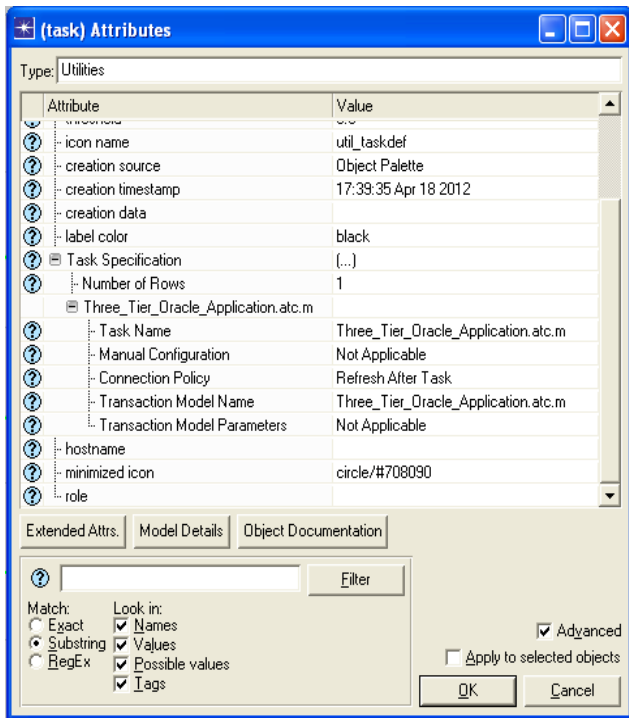 (task) Attributes
Type: Utilities
Attribute Value
icon name util_taskdef
creation source Object Palette
creation timestamp 17:39:35 Apr 18 2012
creation data
label color black
Task Specification (...)
Number of Rows 1
Three_Tier_Oracle_Application.atc.m
Task Name Three_Tier_Oracle_Application.atc.m
Manual Configuration Not Applicable
Connection Policy Refresh After Task
Transaction Model Name Three_Tier_Oracle_Application.atc.m
Transaction Model Parameters Not Applicable
hostname
minimized icon circle/#708090
role
Extended Attrs. Model Details Object Documentation
Filter
Match: Look in:
Exact Names
Substring Values
RegEx Possible values
Tags
Advanced
Apply to selected objects
OK Cancel